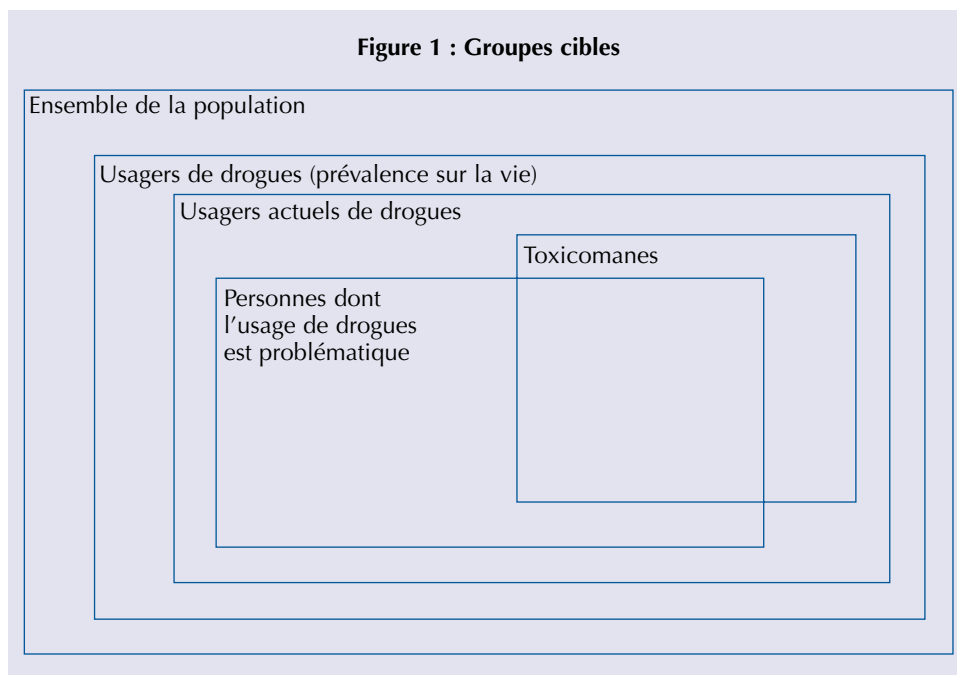 Figure 1 : Groupes cibles
Ensemble de la population
Usagers de drogues (prévalence sur la vie)
Usagers actuels de drogues
Toxicomanes
Personnes dont
l'usage de drogues
est problématique